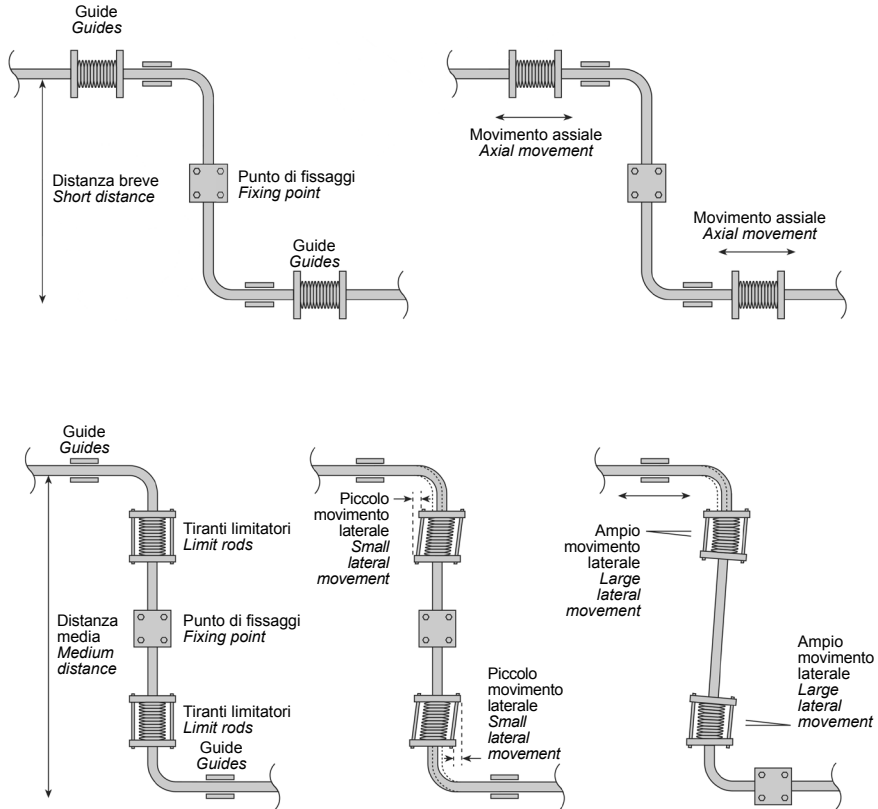 Guide
Guides
Distanza breve
Short distance
Punto di fissaggi
Fixing point
Guide
Guides
Movimento assiale
Axial movement
Movimento assiale
Axial movement
Guide
Guides
Tiranti limitatori
Limit rods
Distanza
media
Medium
distance
Punto di fissaggi
Fixing point
Tiranti limitatori
Limit rods
Guide
Guides
Piccolo
movimento
laterale
Small
lateral
movement
Piccolo
movimento
laterale
Small
lateral
movement
Ampio
movimento
laterale
Large
lateral
movement
Ampio
movimento
laterale
Large
lateral
movement